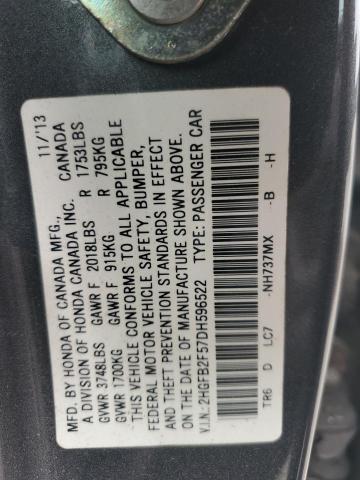 MFD. BY HONDA OF CANADA MFG., 11/'13
A DIVISION OF HONDA CANADA INC. CANADA
GVWR 3748LBS GAWR F 2018LBS R 1753LBS
GVWR 1700KG GAWR F 915KG R 795KG
THIS VEHICLE CONFORMS TO ALL APPLICABLE
FEDERAL MOTOR VEHICLE SAFETY, BUMPER,
AND THEFT PREVENTION STANDARDS IN EFFECT
ON THE DATE OF MANUFACTURE SHOWN ABOVE.
V.I.N.: 2HGFB2F57DH596522 TYPE: PASSENGER CAR
TR6 D LC7 -NH737MX -B -H